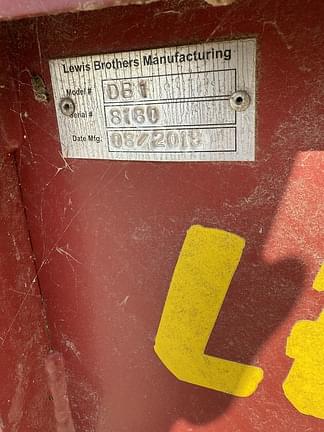 Lewis Brothers Manufacturing
Model # DB1
Serial # 8160
Date Mfg. 08/2018
L